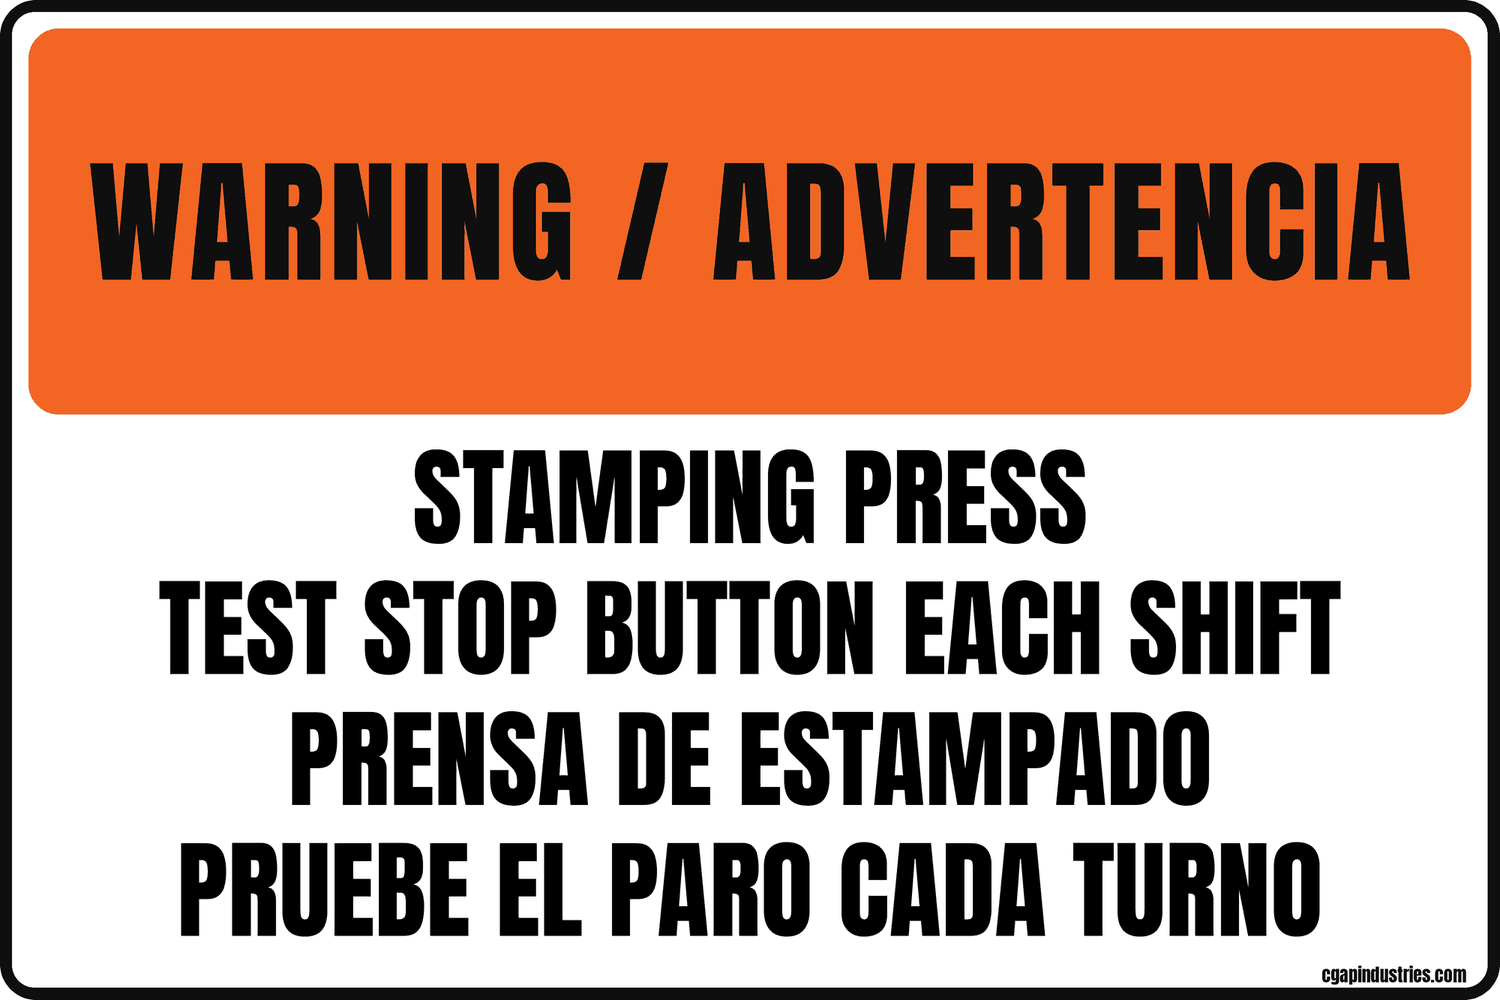 WARNING / ADVERTENCIA
STAMPING PRESS
TEST STOP BUTTON EACH SHIFT
PRENSA DE ESTAMPADO
PRUEBE EL PARO CADA TURNO
cgapindustries.com